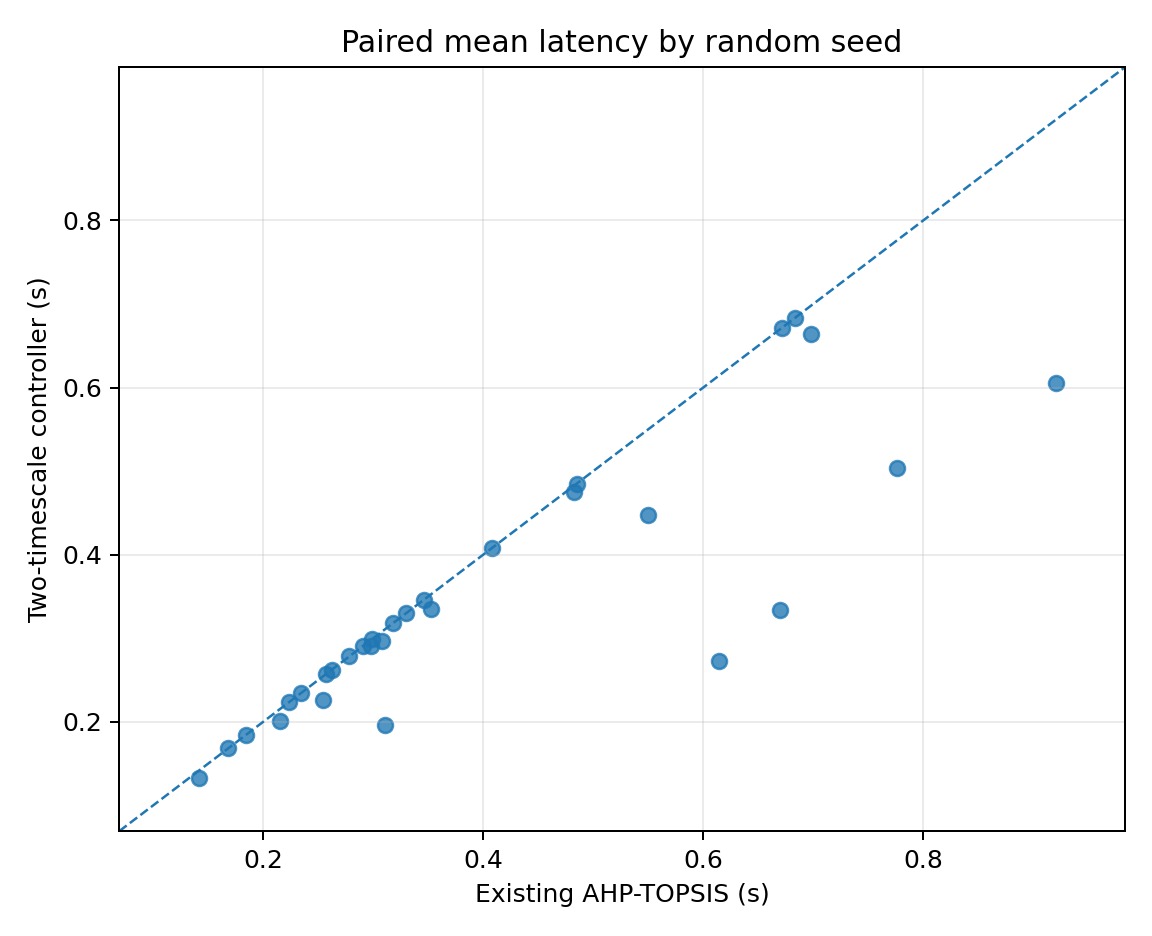 Paired mean latency by random seed
Two-timescale controller (s)
0.8
0.6
0.4
0.2
0.2 0.4 0.6 0.8
Existing AHP-TOPSIS (s)